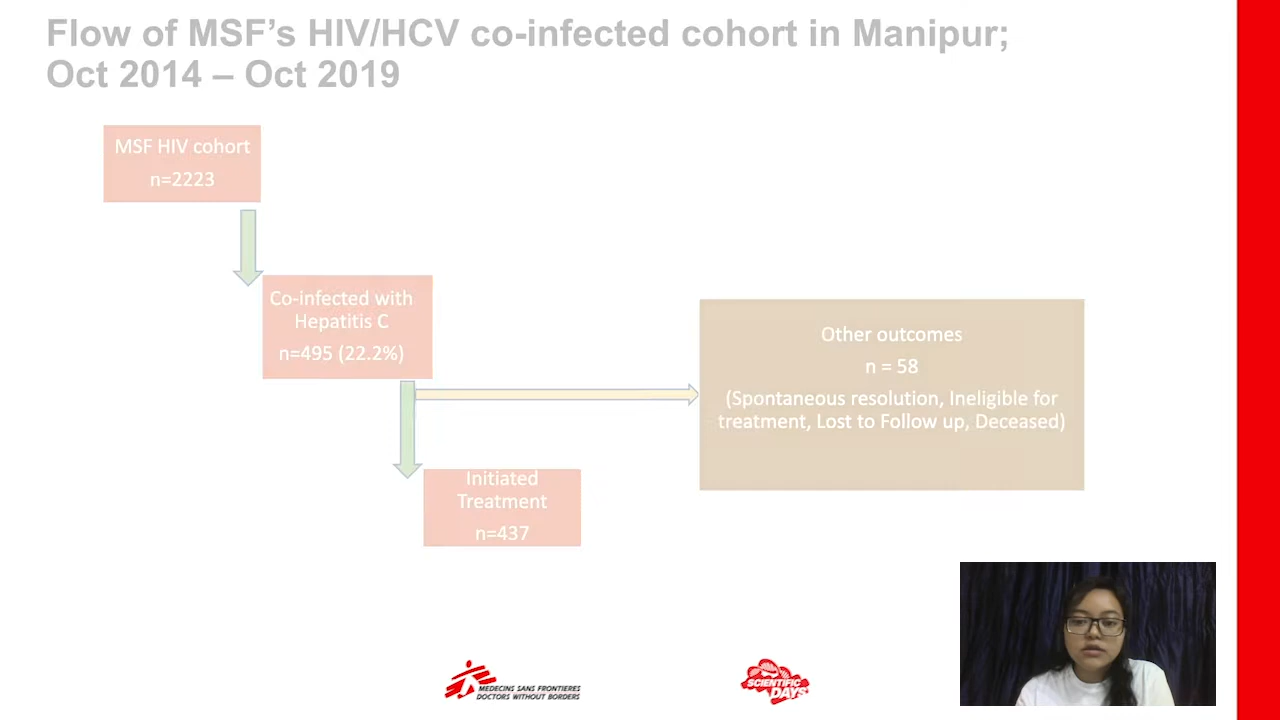 Flow of MSF’s HIV/HCV co-infected cohort in Manipur;
Oct 2014 – Oct 2019
MSF HIV cohort
n=2223
Co-infected with
Hepatitis C
n=495 (22.2%)
Other outcomes
n = 58
(Spontaneous resolution, Ineligible for
treatment, Lost to Follow up, Deceased)
Initiated
Treatment
n=437
MEDECINS SANS FRONTIERES
DOCTORS WITHOUT BORDERS
SCIENTIFIC
DAYS